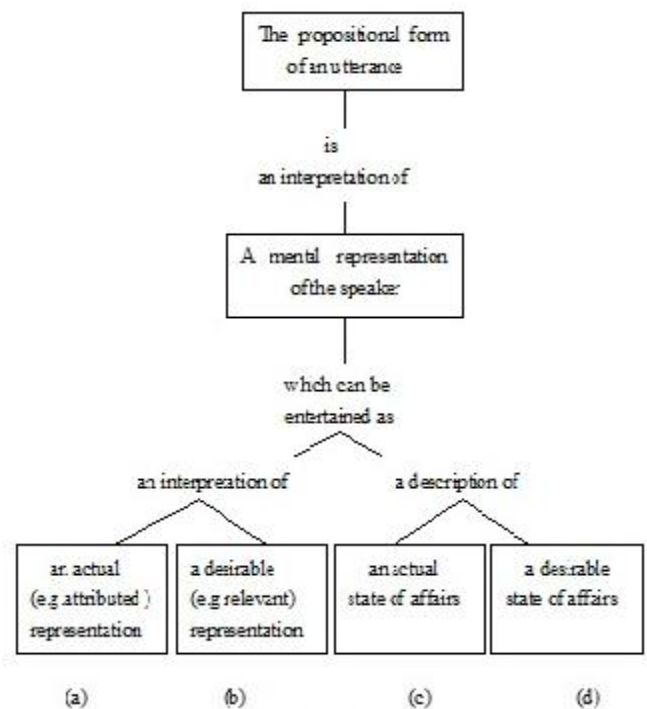 The propositional form
of an utterance
is
an interpretation of
A mental representation
of the speaker
which can be
entertained as
an interpreation of
a description of
an actual
(e.g.attributed )
representation
a desirable
(e.g relevant)
representation
an actual
state of affairs
a desirable
state of affairs
(a)
(b)
(c)
(d)